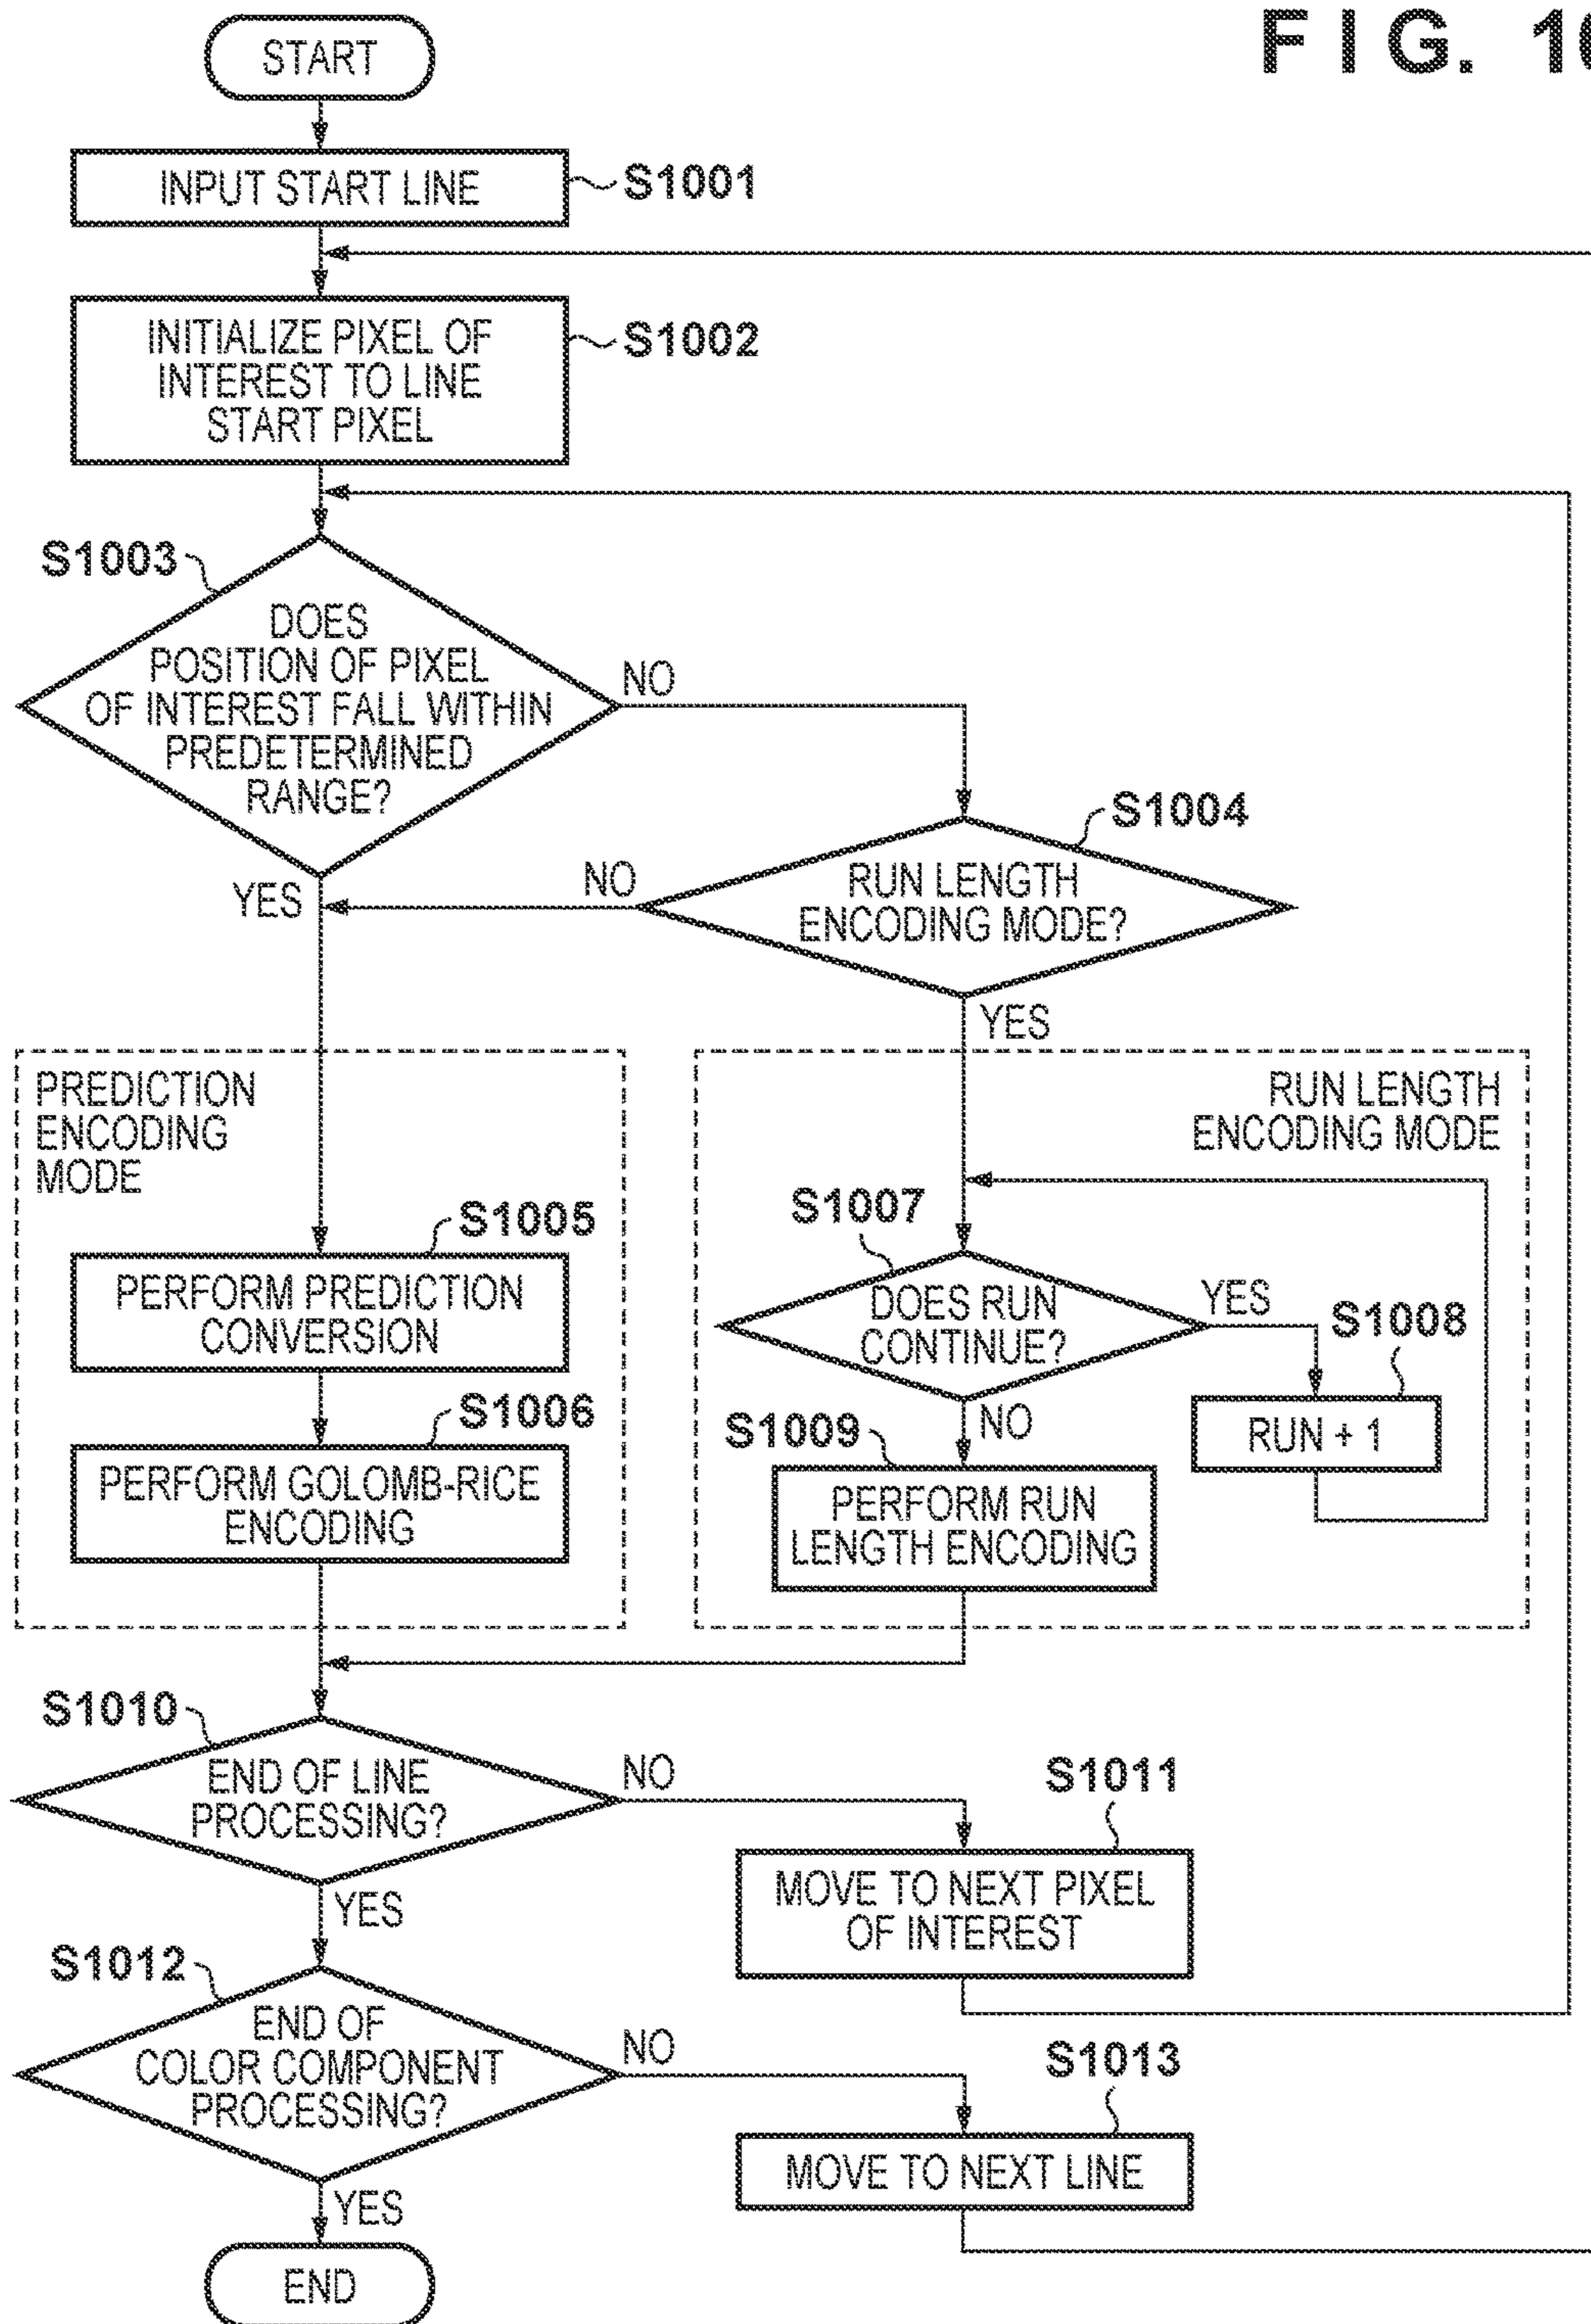 FIG. 10
START
INPUT START LINE
S1001
INITIALIZE PIXEL OF
INTEREST TO LINE
START PIXEL
S1002
S1003
DOES
POSITION OF PIXEL
OF INTEREST FALL WITHIN
PREDETERMINED
RANGE?
NO
YES
S1004
RUN LENGTH
ENCODING MODE?
NO
YES
PREDICTION
ENCODING
MODE
S1005
PERFORM PREDICTION
CONVERSION
S1006
PERFORM GOLOMB-RICE
ENCODING
RUN LENGTH
ENCODING MODE
S1007
DOES RUN
CONTINUE?
YES
S1008
RUN + 1
NO
S1009
PERFORM RUN
LENGTH ENCODING
S1010
END OF LINE
PROCESSING?
NO
S1011
MOVE TO NEXT PIXEL
OF INTEREST
YES
S1012
END OF
COLOR COMPONENT
PROCESSING?
NO
S1013
MOVE TO NEXT LINE
YES
END